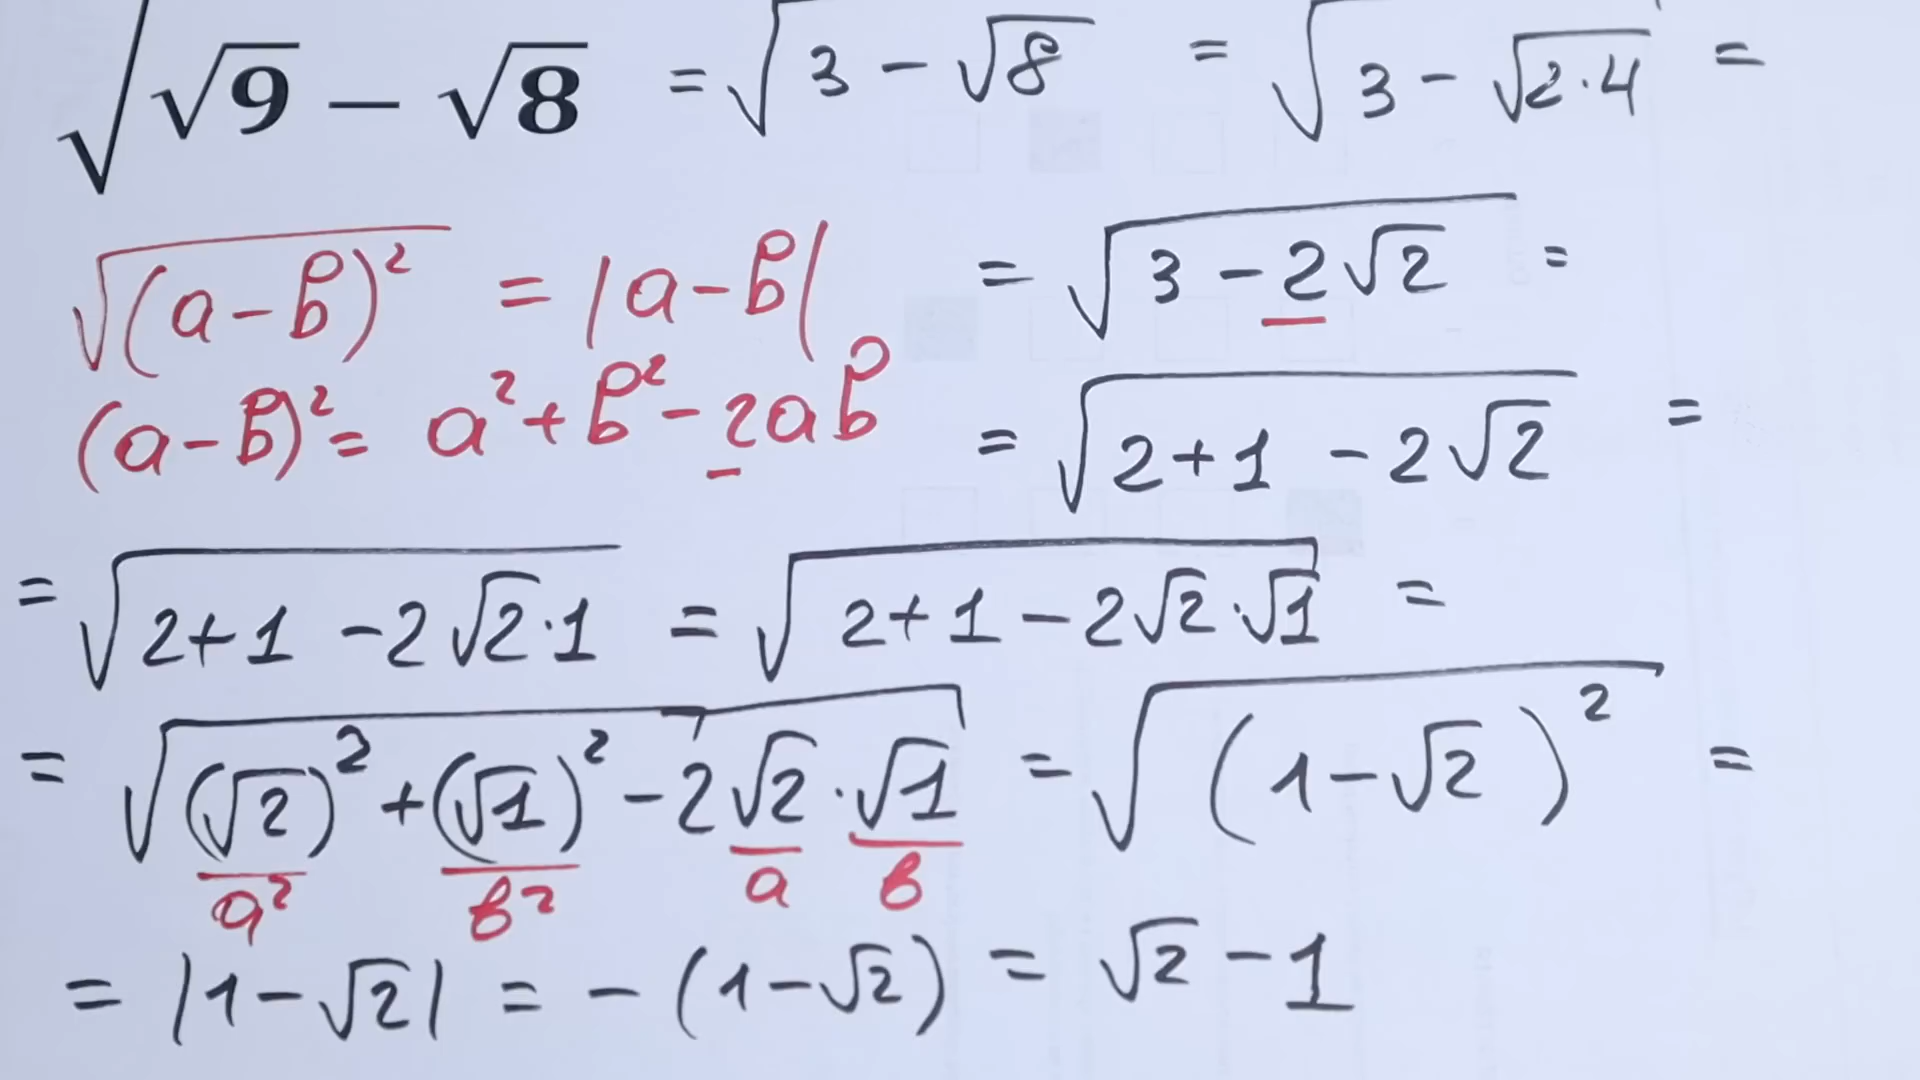 √(√9 − √8) = √(3 − √8) = √(3 − √(2·4)) =
√((a−b)²) = |a−b|
= √(3 − 2√2) =
(a−b)² = a² + b² − 2ab
= √(2+1 − 2√2) =
= √(2+1 − 2√2·1) = √(2+1 − 2√2·√1) =
= √((√2)² + (√1)² − 2√2·√1) = √((1−√2)²) =
a² в² a в
= |1−√2| = −(1−√2) = √2 − 1